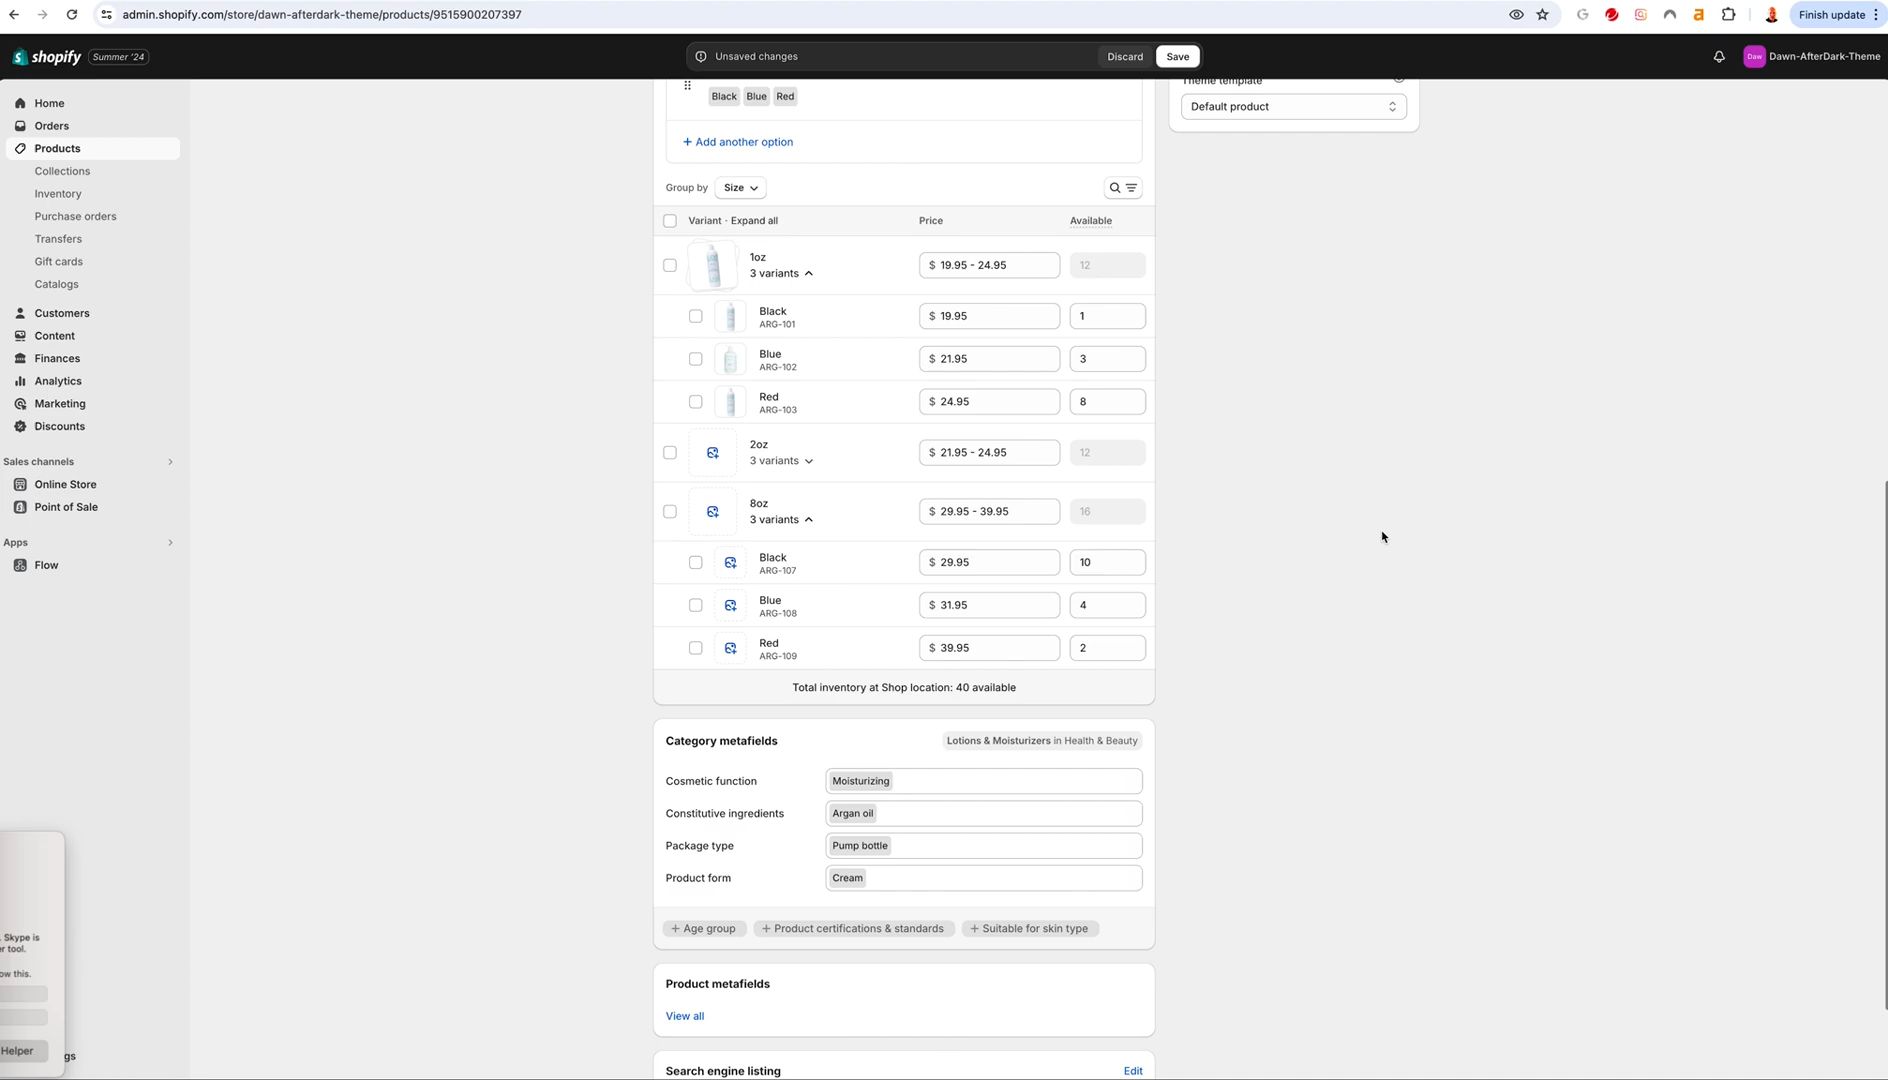 admin.shopify.com/store/dawn-afterdark-theme/products/9515900207397
Finish update
shopify
Summer '24
Unsaved changes
Discard
Save
Daw
Dawn-AfterDark-Theme
Home
Orders
Products
Collections
Inventory
Purchase orders
Transfers
Gift cards
Catalogs
Customers
Content
Finances
Analytics
Marketing
Discounts
Sales channels
Online Store
Point of Sale
Apps
Flow
. Skype is
r tool.
ow this.
Helper
gs
Black Blue Red
+ Add another option
Group by Size
Variant · Expand all Price Available
1oz
3 variants
$ 19.95 - 24.95 12
Black
ARG-101
$ 19.95 1
Blue
ARG-102
$ 21.95 3
Red
ARG-103
$ 24.95 8
2oz
3 variants
$ 21.95 - 24.95 12
8oz
3 variants
$ 29.95 - 39.95 16
Black
ARG-107
$ 29.95 10
Blue
ARG-108
$ 31.95 4
Red
ARG-109
$ 39.95 2
Total inventory at Shop location: 40 available
Category metafields Lotions & Moisturizers in Health & Beauty
Cosmetic function Moisturizing
Constitutive ingredients Argan oil
Package type Pump bottle
Product form Cream
+ Age group + Product certifications & standards + Suitable for skin type
Product metafields
View all
Search engine listing Edit
Theme template
Default product